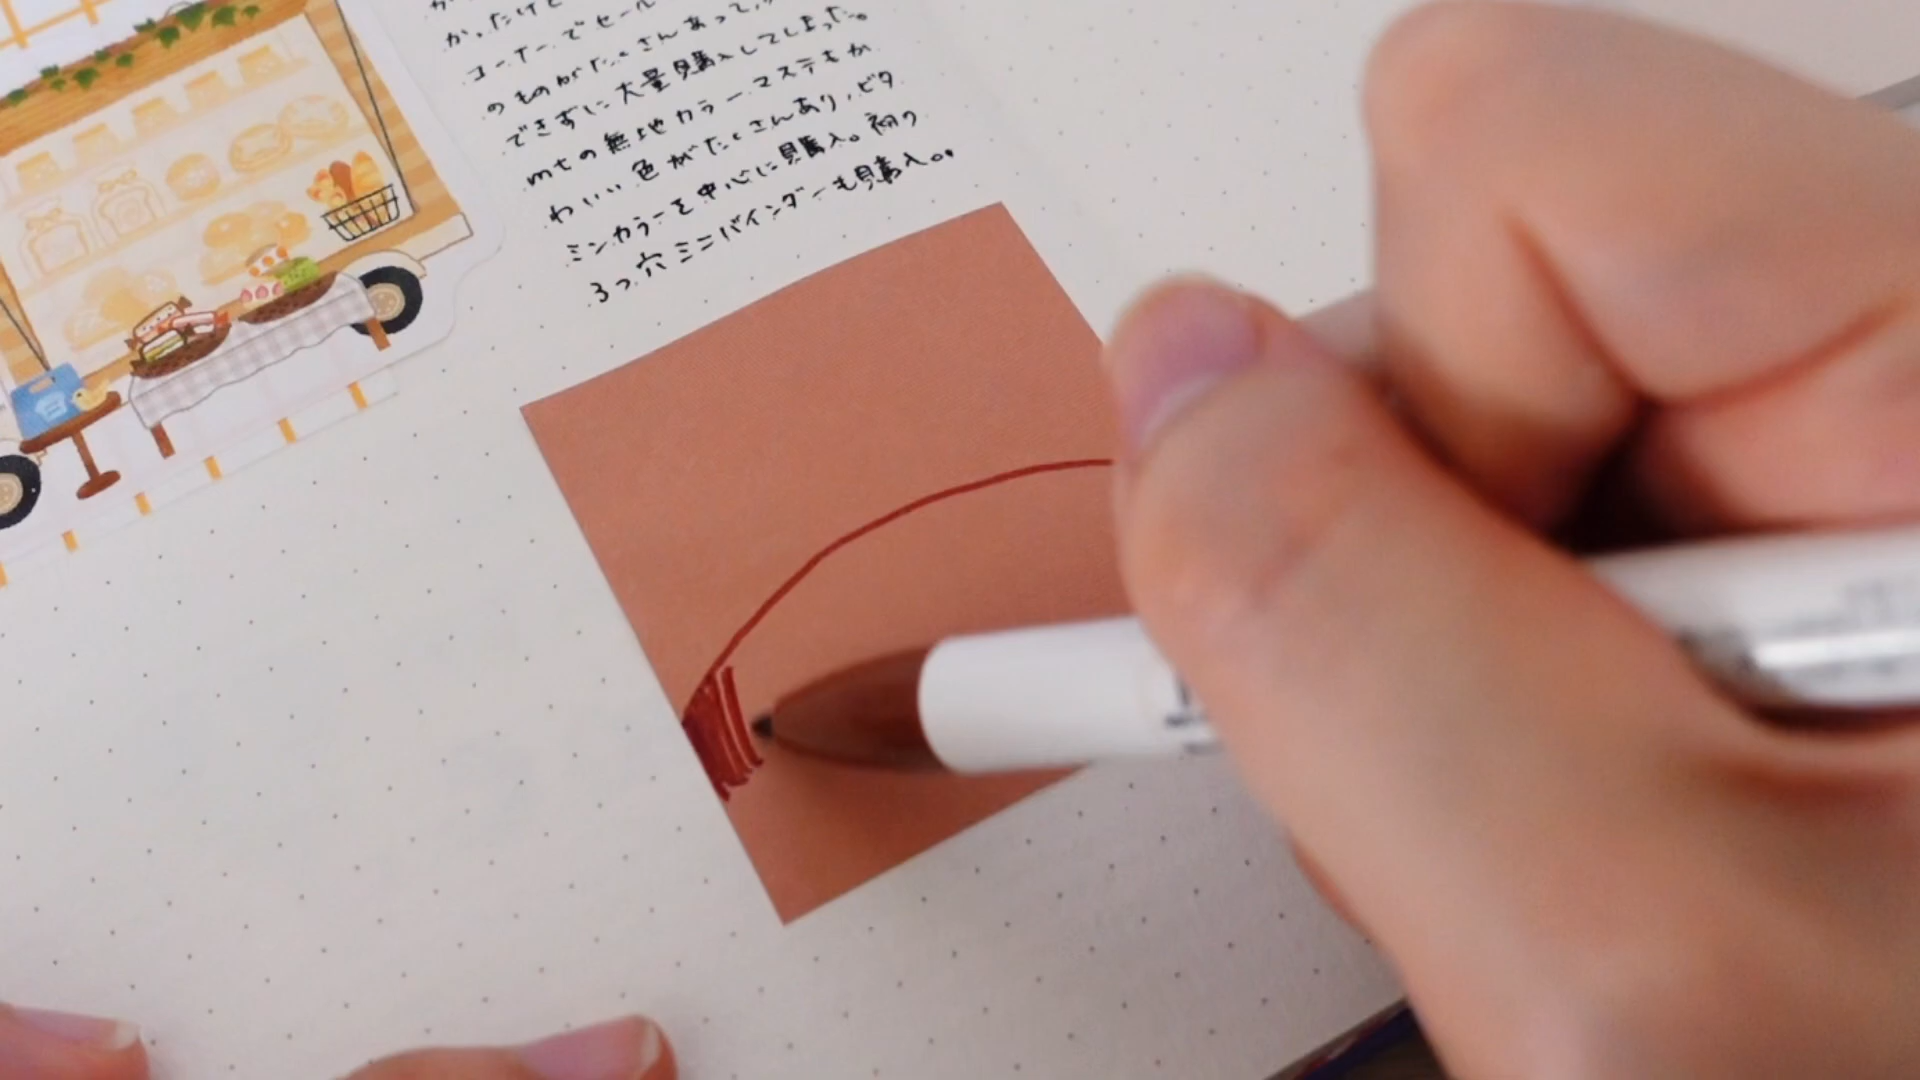 か。たけど
コーナーでセール
のものがたくさんあって、
できずに大量購入してしまった。
mtの無地カラーマステもか
わいい色がたくさんあり、ビタ
ミンカラーを中心に購入。初の
3つ穴ミニバインダーも購入。